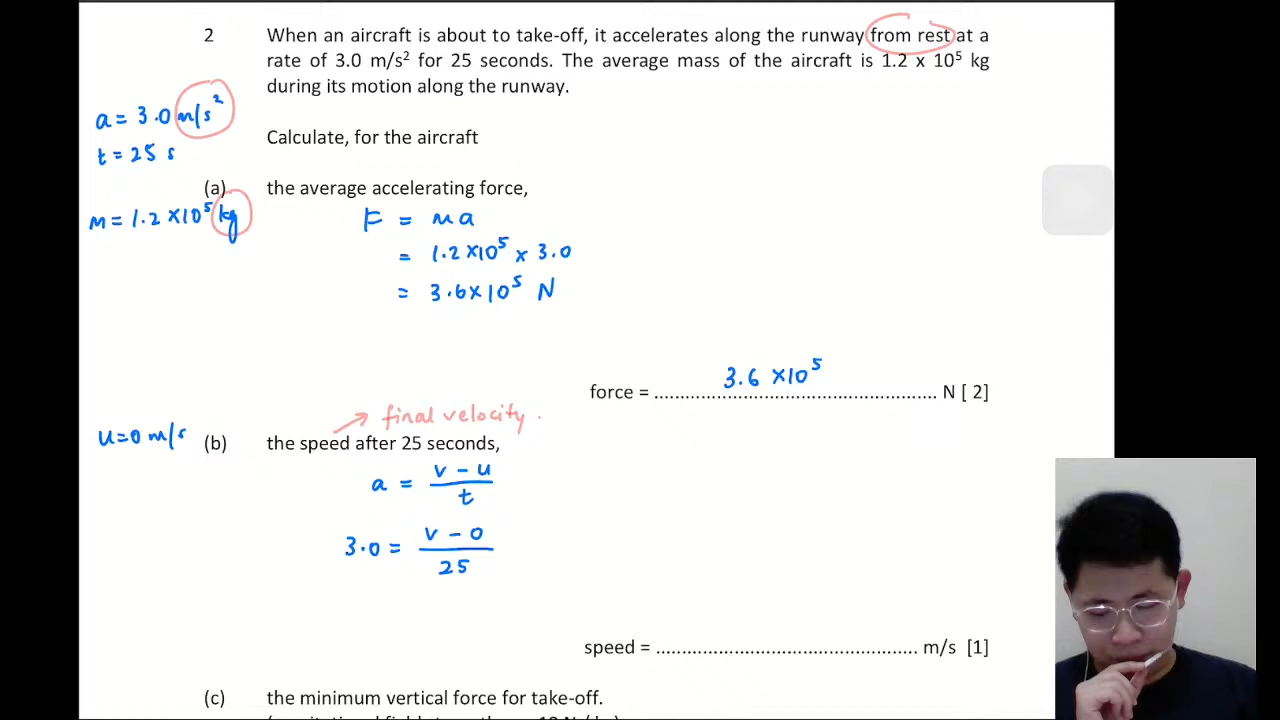 2 When an aircraft is about to take-off, it accelerates along the runway from rest at a
rate of 3.0 m/s² for 25 seconds. The average mass of the aircraft is 1.2 x 10⁵ kg
during its motion along the runway.
a = 3.0 m/s²
t = 25 s
Calculate, for the aircraft
(a) the average accelerating force,
m = 1.2 × 10⁵ kg
F = ma
= 1.2 × 10⁵ × 3.0
= 3.6 × 10⁵ N
force = 3.6 × 10⁵ N [ 2]
→ final velocity.
u = 0 m/s
(b) the speed after 25 seconds,
a = v - u / t
3.0 = v - 0 / 25
speed = .................................................. m/s [1]
(c) the minimum vertical force for take-off.